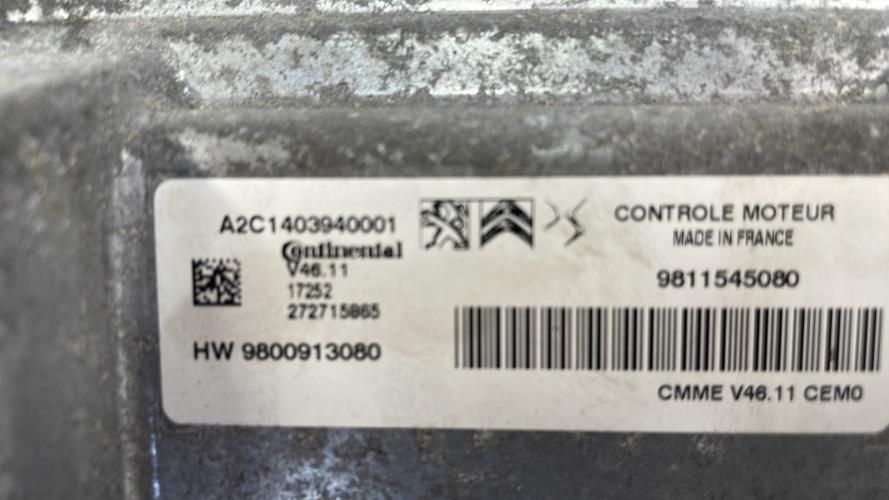 A2C1403940001
Continental
V46.11
17252
272715865
HW 9800913080
CONTROLE MOTEUR
MADE IN FRANCE
9811545080
CMME V46.11 CEM0